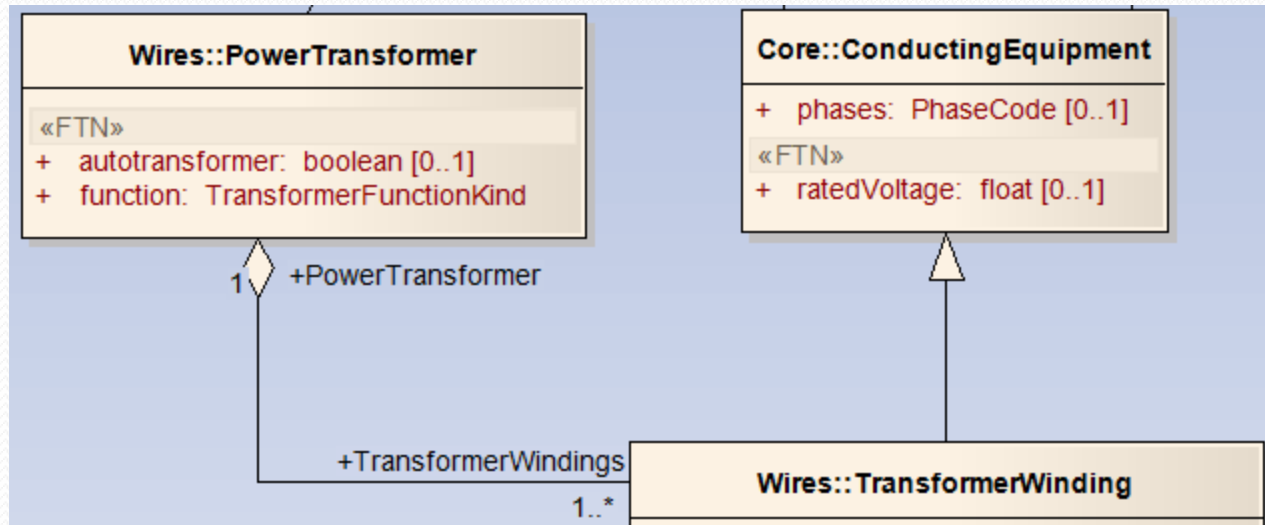 Wires::PowerTransformer
«FTN»
+ autotransformer: boolean [0..1]
+ function: TransformerFunctionKind
Core::ConductingEquipment
+ phases: PhaseCode [0..1]
«FTN»
+ ratedVoltage: float [0..1]
1
+PowerTransformer
+TransformerWindings
1..*
Wires::TransformerWinding